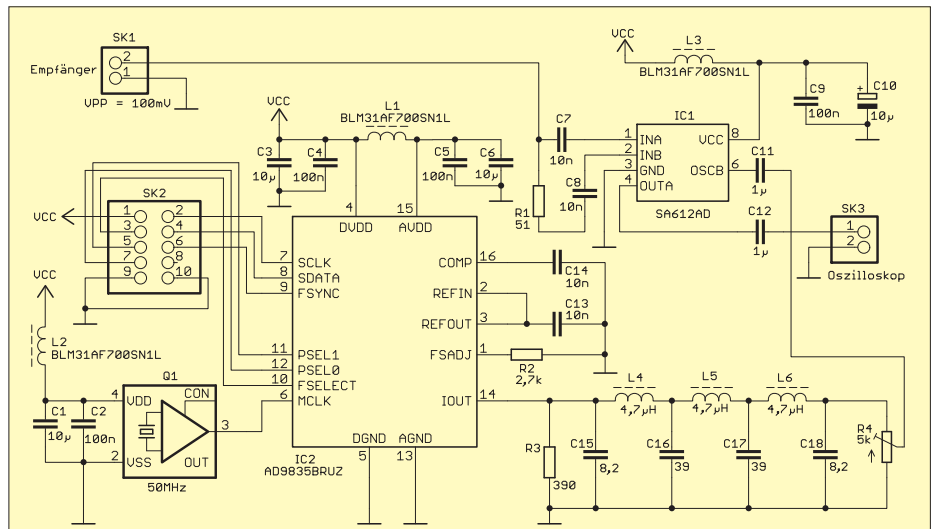 SK1
2
1
Empfänger
VPP = 100mV
VCC
L3
BLM31AF700SN1L
C9
100n
+
C10
10µ
VCC
L1
BLM31AF700SN1L
C3
10µ
C4
100n
C5
100n
C6
10µ
C7
10n
C8
10n
R1
51
IC1
1 INA VCC 8
2 INB
3 GND OSCB 6
4 OUTA
SA612AD
C11
1µ
C12
1µ
SK3
1
2
Oszilloskop
SK2
VCC
1 2
3 4
5 6
7 8
9 10
4 15
DVDD AVDD
7 SCLK
8 SDATA
9 FSYNC
11 PSEL1
12 PSEL0
10 FSELECT
6 MCLK
COMP 16
REFIN 2
REFOUT 3
FSADJ 1
IOUT 14
DGND AGND
5 13
IC2
AD9835BRUZ
C14
10n
C13
10n
R2
2,7k
VCC
L2
BLM31AF700SN1L
C1
10µ
C2
100n
Q1
4 VDD CON
3
2 VSS OUT
50MHz
L4
4,7µH
L5
4,7µH
L6
4,7µH
R3
390
C15
8,2
C16
39
C17
39
C18
8,2
R4
5k